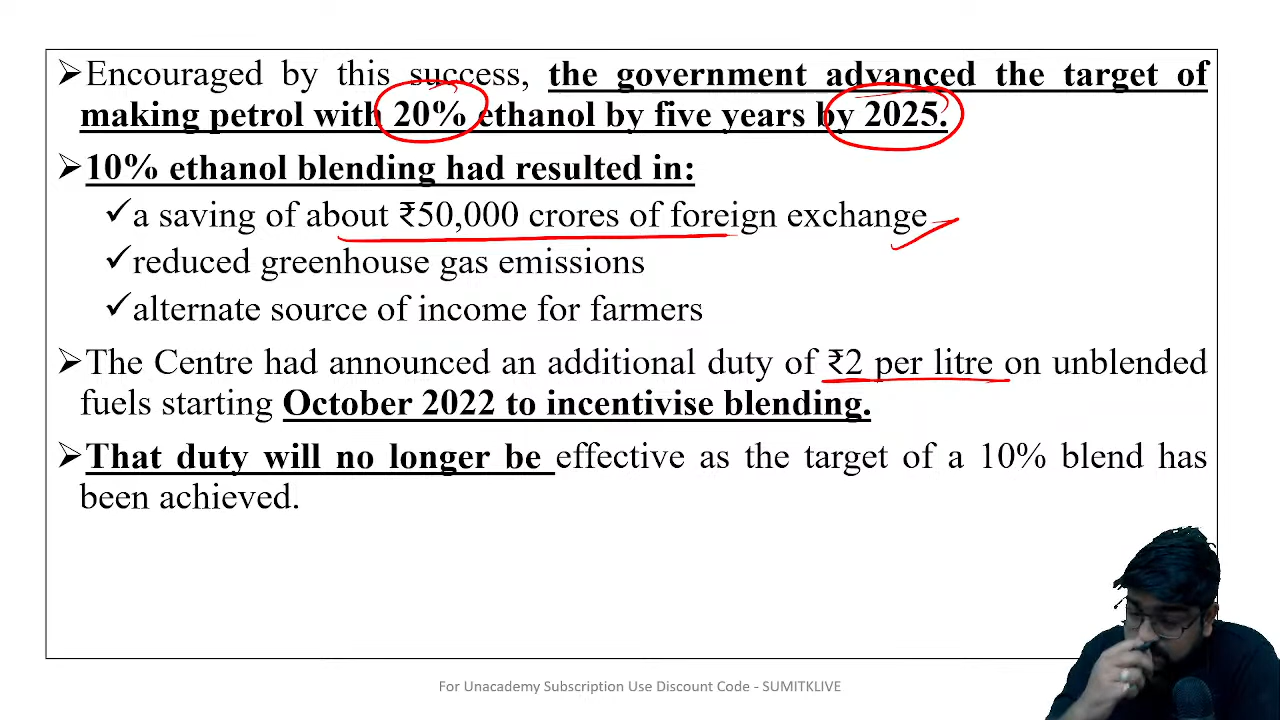 ➢Encouraged by this success, the government advanced the target of
making petrol with 20% ethanol by five years by 2025.
➢10% ethanol blending had resulted in:
✓a saving of about ₹50,000 crores of foreign exchange
✓reduced greenhouse gas emissions
✓alternate source of income for farmers
➢The Centre had announced an additional duty of ₹2 per litre on unblended
fuels starting October 2022 to incentivise blending.
➢That duty will no longer be effective as the target of a 10% blend has
been achieved.
For Unacademy Subscription Use Discount Code - SUMITKLIVE